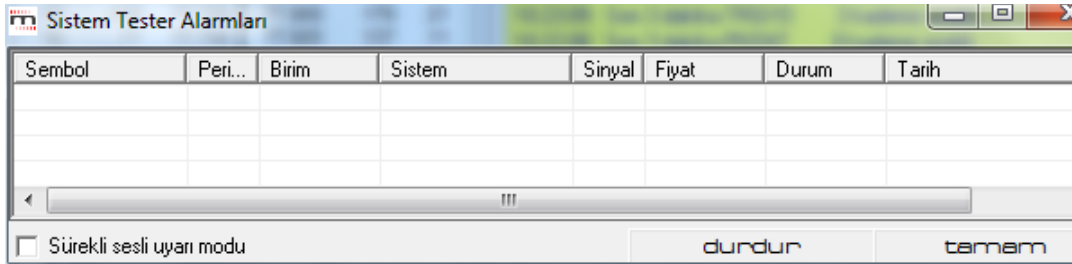 Sistem Tester Alarmları
Sembol Peri... Birim Sistem Sinyal Fiyat Durum Tarih
Sürekli sesli uyarı modu durdur tamam